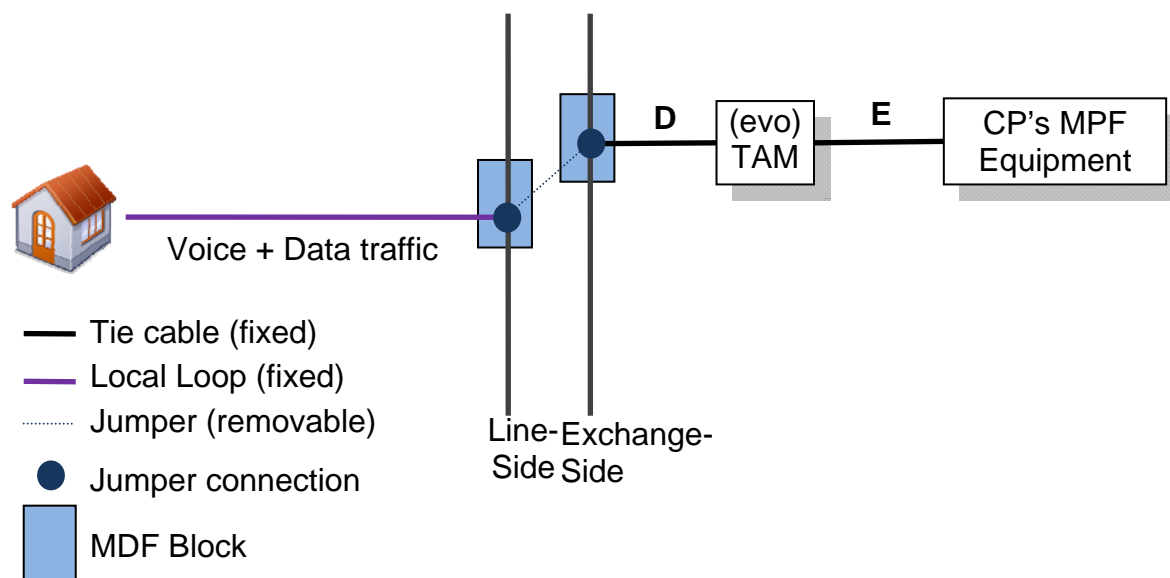 D
E
(evo)
TAM
CP's MPF
Equipment
Voice + Data traffic
Tie cable (fixed)
Local Loop (fixed)
Jumper (removable)
Line-
Side
Exchange-
Side
Jumper connection
MDF Block